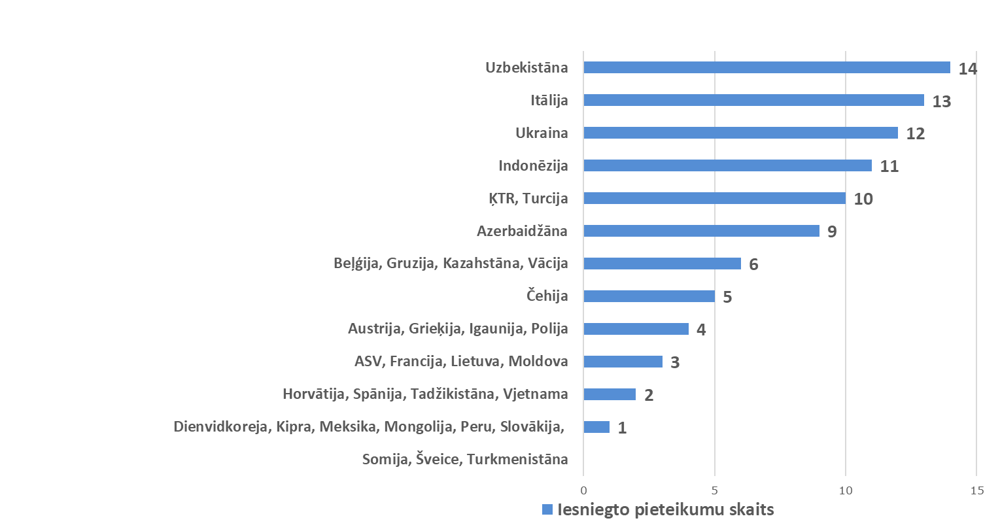 Uzbekistāna 14
Itālija 13
Ukraina 12
Indonēzija 11
ĶTR, Turcija 10
Azerbaidžāna 9
Beļģija, Gruzija, Kazahstāna, Vācija 6
Čehija 5
Austrija, Grieķija, Igaunija, Polija 4
ASV, Francija, Lietuva, Moldova 3
Horvātija, Spānija, Tadžikistāna, Vjetnama 2
Dienvidkoreja, Kipra, Meksika, Mongolija, Peru, Slovākija, 1
Somija, Šveice, Turkmenistāna
0 5 10 15
Iesniegto pieteikumu skaits